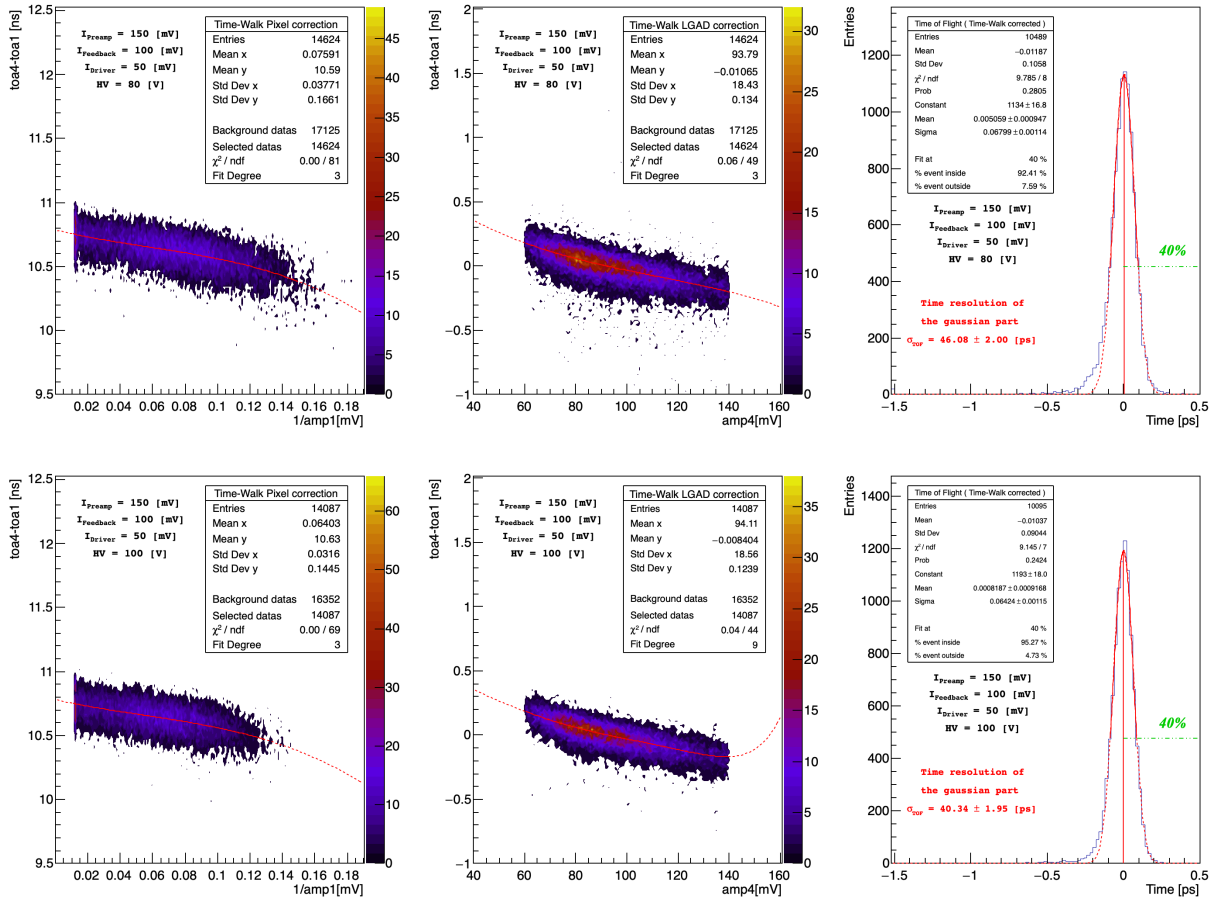 Time-Walk Pixel correction
Entries 14624
Mean x 0.07591
Mean y 10.59
Std Dev x 0.03771
Std Dev y 0.1661
Background datas 17125
Selected datas 14624
χ² / ndf 0.00 / 81
Fit Degree 3
I_Preamp = 150 [mV]
I_Feedback = 100 [mV]
I_Driver = 50 [mV]
HV = 80 [V]
toa4-toa1 [ns]
12.5
12
11.5
11
10.5
10
9.5
0.02 0.04 0.06 0.08 0.1 0.12 0.14 0.16 0.18
1/amp1[mV]
45
40
35
30
25
20
15
10
5
0
Time-Walk LGAD correction
Entries 14624
Mean x 93.79
Mean y −0.01065
Std Dev x 18.43
Std Dev y 0.134
Background datas 17125
Selected datas 14624
χ² / ndf 0.06 / 49
Fit Degree 3
I_Preamp = 150 [mV]
I_Feedback = 100 [mV]
I_Driver = 50 [mV]
HV = 80 [V]
toa4-toa1 [ns]
2
1.5
1
0.5
0
−0.5
−1
40 60 80 100 120 140 160
amp4[mV]
30
25
20
15
10
5
0
Time of Flight ( Time-Walk corrected )
Entries 10489
Mean −0.01187
Std Dev 0.1058
χ² / ndf 9.785 / 8
Prob 0.2805
Constant 1134 ± 16.8
Mean 0.005059 ± 0.000947
Sigma 0.06799 ± 0.00114
Fit at 40 %
% event inside 92.41 %
% event outside 7.59 %
I_Preamp = 150 [mV]
I_Feedback = 100 [mV]
I_Driver = 50 [mV]
HV = 80 [V]
40%
Time resolution of
the gaussian part
σ_TOF = 46.08 ± 2.00 [ps]
Entries
1200
1000
800
600
400
200
0
−1.5 −1 −0.5 0 0.5
Time [ps]
Time-Walk Pixel correction
Entries 14087
Mean x 0.06403
Mean y 10.63
Std Dev x 0.0316
Std Dev y 0.1445
Background datas 16352
Selected datas 14087
χ² / ndf 0.00 / 69
Fit Degree 3
I_Preamp = 150 [mV]
I_Feedback = 100 [mV]
I_Driver = 50 [mV]
HV = 100 [V]
toa4-toa1 [ns]
12.5
12
11.5
11
10.5
10
9.5
0.02 0.04 0.06 0.08 0.1 0.12 0.14 0.16 0.18
1/amp1[mV]
60
50
40
30
20
10
0
Time-Walk LGAD correction
Entries 14087
Mean x 94.11
Mean y −0.008404
Std Dev x 18.56
Std Dev y 0.1239
Background datas 16352
Selected datas 14087
χ² / ndf 0.04 / 44
Fit Degree 9
I_Preamp = 150 [mV]
I_Feedback = 100 [mV]
I_Driver = 50 [mV]
HV = 100 [V]
toa4-toa1 [ns]
2
1.5
1
0.5
0
−0.5
−1
40 60 80 100 120 140 160
amp4[mV]
35
30
25
20
15
10
5
0
Time of Flight ( Time-Walk corrected )
Entries 10095
Mean −0.01037
Std Dev 0.09044
χ² / ndf 9.145 / 7
Prob 0.2424
Constant 1193 ± 18.0
Mean 0.0008187 ± 0.0009168
Sigma 0.06424 ± 0.00115
Fit at 40 %
% event inside 95.27 %
% event outside 4.73 %
I_Preamp = 150 [mV]
I_Feedback = 100 [mV]
I_Driver = 50 [mV]
HV = 100 [V]
40%
Time resolution of
the gaussian part
σ_TOF = 40.34 ± 1.95 [ps]
Entries
1400
1200
1000
800
600
400
200
0
−1.5 −1 −0.5 0 0.5
Time [ps]